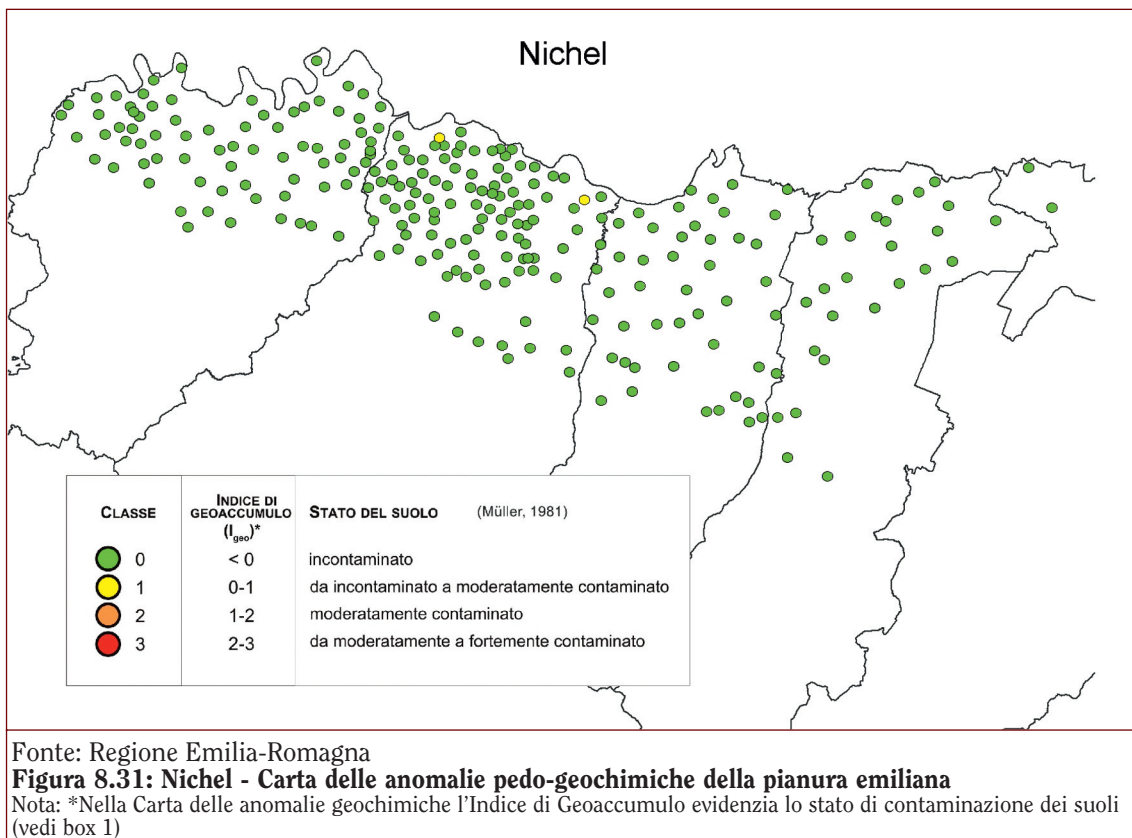 Nichel
CLASSE INDICE DI GEOACCUMULO (Igeo)* STATO DEL SUOLO (Müller, 1981)
0 < 0 incontaminato
1 0-1 da incontaminato a moderatamente contaminato
2 1-2 moderatamente contaminato
3 2-3 da moderatamente a fortemente contaminato
Fonte: Regione Emilia-Romagna
Figura 8.31: Nichel - Carta delle anomalie pedo-geochimiche della pianura emiliana
Nota: *Nella Carta delle anomalie geochimiche l'Indice di Geoaccumulo evidenzia lo stato di contaminazione dei suoli
(vedi box 1)